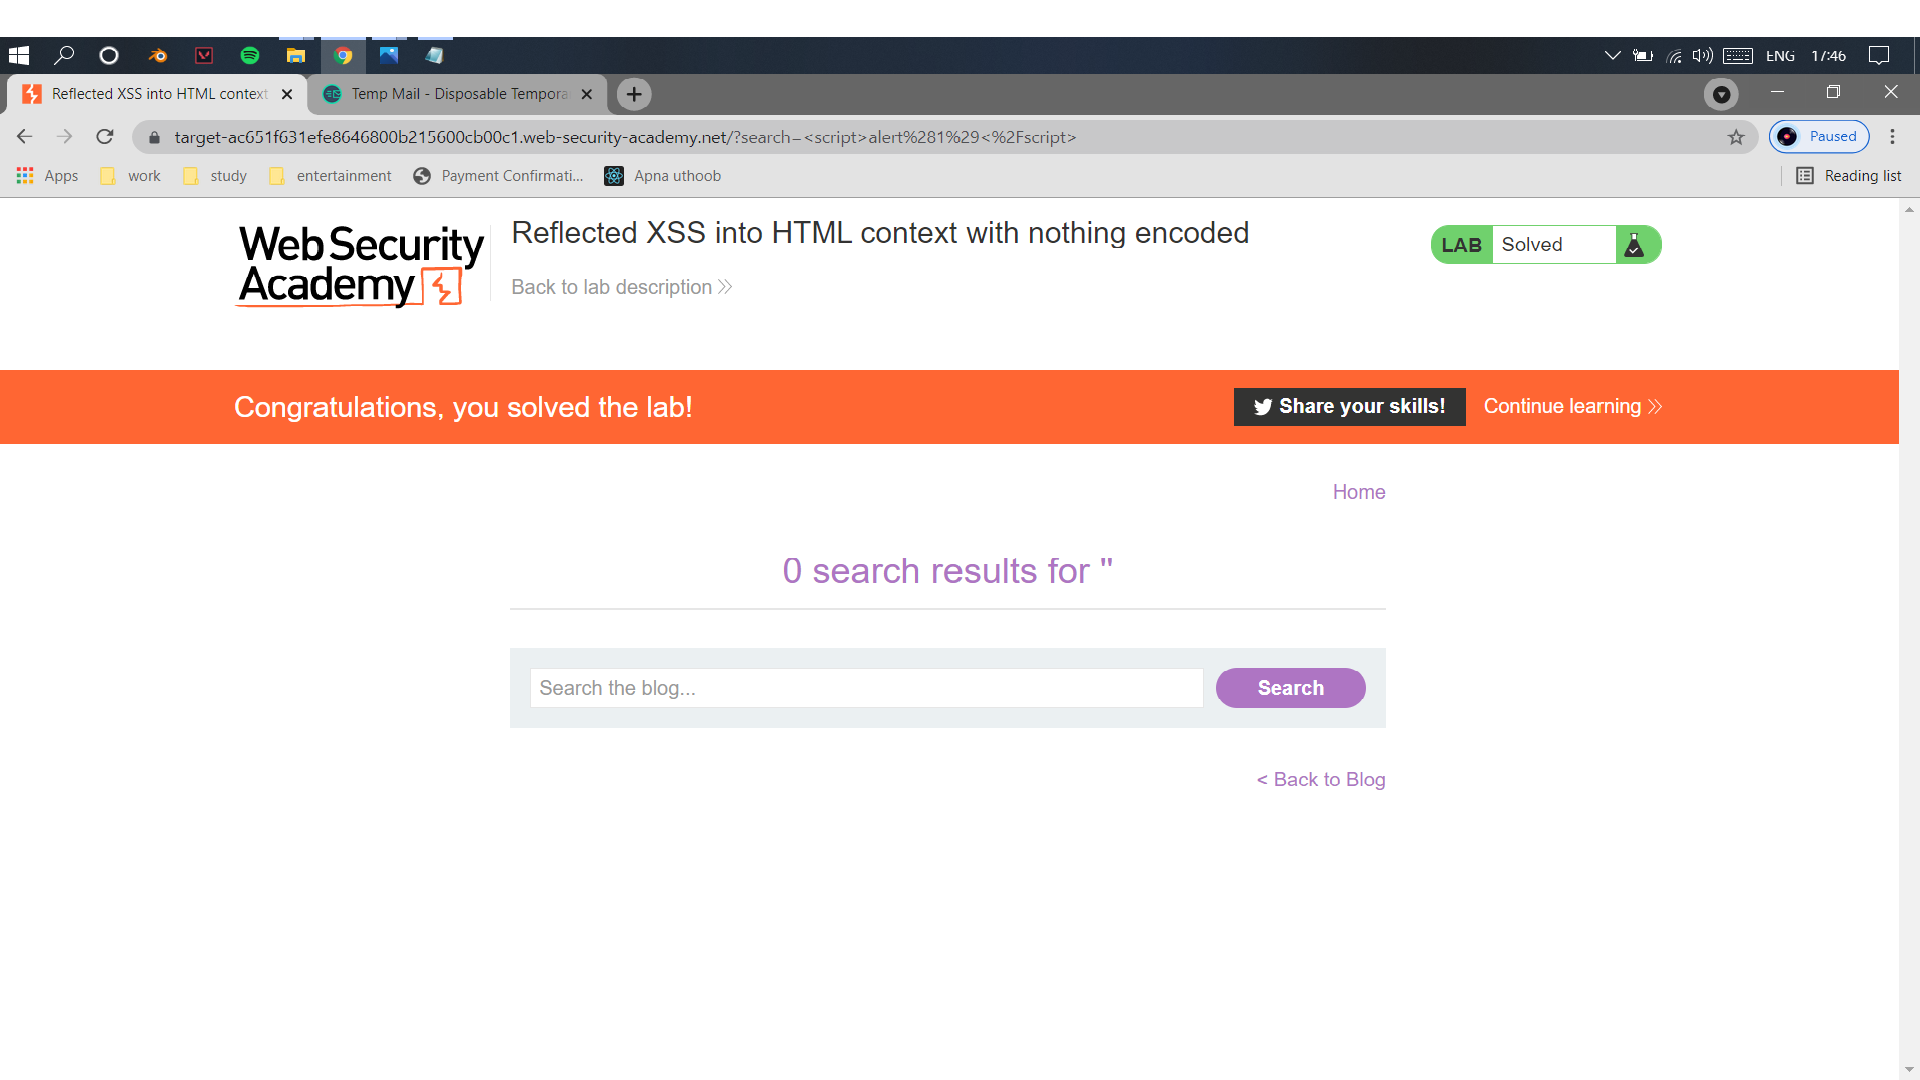 ENG 17:46
Reflected XSS into HTML context
Temp Mail - Disposable Tempora
target-ac651f631efe8646800b215600cb00c1.web-security-academy.net/?search=<script>alert%281%29<%2Fscript>
Paused
Apps work study entertainment Payment Confirmati... Apna uthoob
Reading list
WebSecurity
Academy
Reflected XSS into HTML context with nothing encoded
Back to lab description
LAB Solved
Congratulations, you solved the lab!
Share your skills!
Continue learning
Home
0 search results for ''
Search the blog...
Search
< Back to Blog